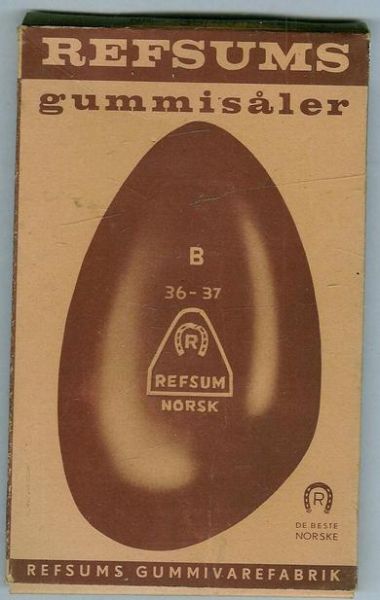 REFSUMS
gummisåler
B
36-37
R
REFSUM
NORSK
R
DE BESTE
NORSKE
REFSUMS GUMMIVAREFABRIK